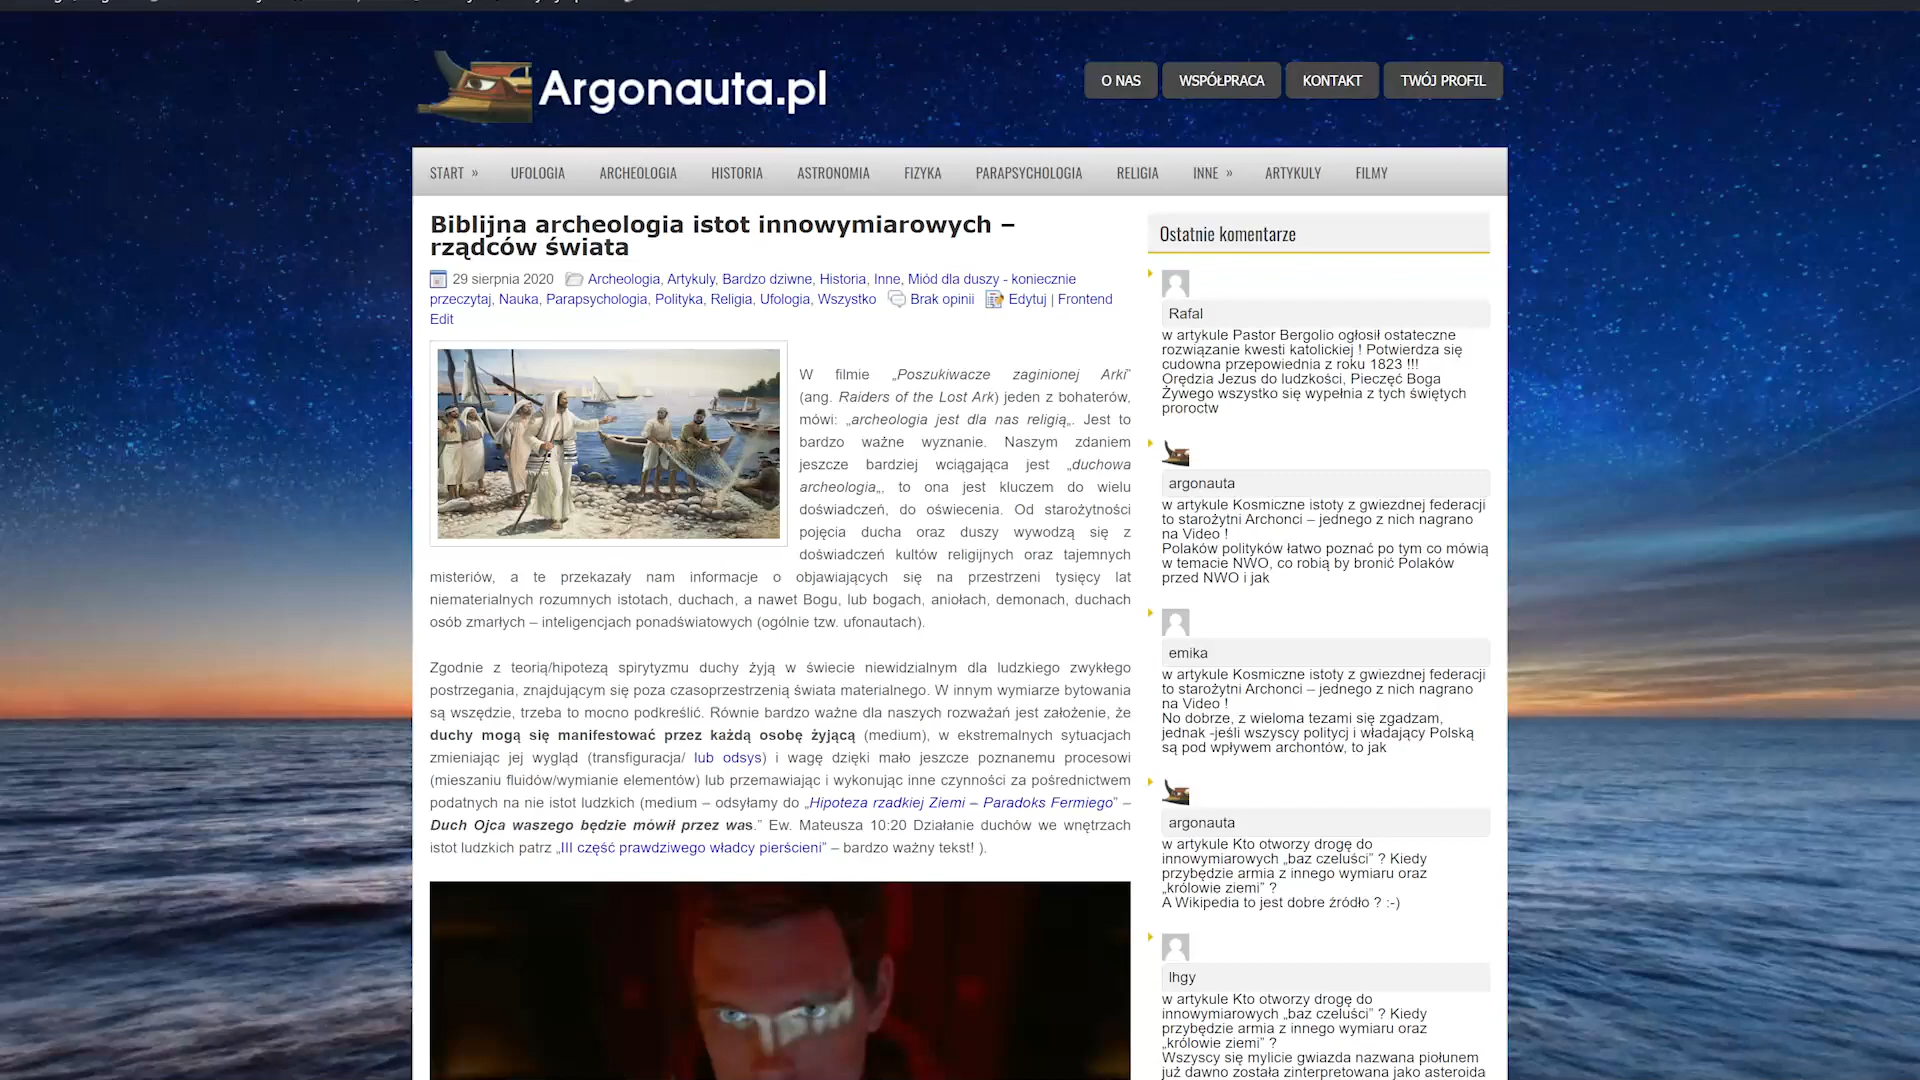 Argonauta.pl
O NAS
WSPÓŁPRACA
KONTAKT
TWÓJ PROFIL
START »
UFOLOGIA
ARCHEOLOGIA
HISTORIA
ASTRONOMIA
FIZYKA
PARAPSYCHOLOGIA
RELIGIA
INNE »
ARTYKULY
FILMY
Biblijna archeologia istot innowymiarowych –
rządców świata
29 sierpnia 2020 Archeologia, Artykuly, Bardzo dziwne, Historia, Inne, Miód dla duszy - koniecznie
przeczytaj, Nauka, Parapsychologia, Polityka, Religia, Ufologia, Wszystko Brak opinii Edytuj | Frontend
Edit
W filmie „Poszukiwacze zaginionej Arki”
(ang. Raiders of the Lost Ark) jeden z bohaterów,
mówi: „archeologia jest dla nas religią„. Jest to
bardzo ważne wyznanie. Naszym zdaniem
jeszcze bardziej wciągająca jest „duchowa
archeologia„, to ona jest kluczem do wielu
doświadczeń, do oświecenia. Od starożytności
pojęcia ducha oraz duszy wywodzą się z
doświadczeń kultów religijnych oraz tajemnych
misteriów, a te przekazały nam informacje o objawiających się na przestrzeni tysięcy lat
niematerialnych rozumnych istotach, duchach, a nawet Bogu, lub bogach, aniołach, demonach, duchach
osób zmarłych – inteligencjach ponadświatowych (ogólnie tzw. ufonautach).
Zgodnie z teorią/hipotezą spirytyzmu duchy żyją w świecie niewidzialnym dla ludzkiego zwykłego
postrzegania, znajdującym się poza czasoprzestrzenią świata materialnego. W innym wymiarze bytowania
są wszędzie, trzeba to mocno podkreślić. Równie bardzo ważne dla naszych rozważań jest założenie, że
duchy mogą się manifestować przez każdą osobę żyjącą (medium), w ekstremalnych sytuacjach
zmieniając jej wygląd (transfiguracja/ lub odsys) i wagę dzięki mało jeszcze poznanemu procesowi
(mieszaniu fluidów/wymianie elementów) lub przemawiając i wykonując inne czynności za pośrednictwem
podatnych na nie istot ludzkich (medium – odsyłamy do „Hipoteza rzadkiej Ziemi – Paradoks Fermiego” –
Duch Ojca waszego będzie mówił przez was.” Ew. Mateusza 10:20 Działanie duchów we wnętrzach
istot ludzkich patrz „III część prawdziwego władcy pierścieni” – bardzo ważny tekst! ).
Ostatnie komentarze
Rafal
w artykule Pastor Bergolio ogłosił ostateczne
rozwiązanie kwesti katolickiej ! Potwierdza się
cudowna przepowiednia z roku 1823 !!!
Orędzia Jezus do ludzkości, Pieczęć Boga
Żywego wszystko się wypełnia z tych świętych
proroctw
argonauta
w artykule Kosmiczne istoty z gwiezdnej federacji
to starożytni Archonci – jednego z nich nagrano
na Video !
Polaków polityków łatwo poznać po tym co mówią
w temacie NWO, co robią by bronić Polaków
przed NWO i jak
emika
w artykule Kosmiczne istoty z gwiezdnej federacji
to starożytni Archonci – jednego z nich nagrano
na Video !
No dobrze, z wieloma tezami się zgadzam,
jednak -jeśli wszyscy politycj i władający Polską
są pod wpływem archontów, to jak
argonauta
w artykule Kto otworzy drogę do
innowymiarowych „baz czeluści” ? Kiedy
przybędzie armia z innego wymiaru oraz
„królowie ziemi” ?
A Wikipedia to jest dobre źródło ? :-)
lhgy
w artykule Kto otworzy drogę do
innowymiarowych „baz czeluści” ? Kiedy
przybędzie armia z innego wymiaru oraz
„królowie ziemi” ?
Wszyscy się mylicie gwiazda nazwana piołunem
już dawno została zinterpretowana jako asteroida